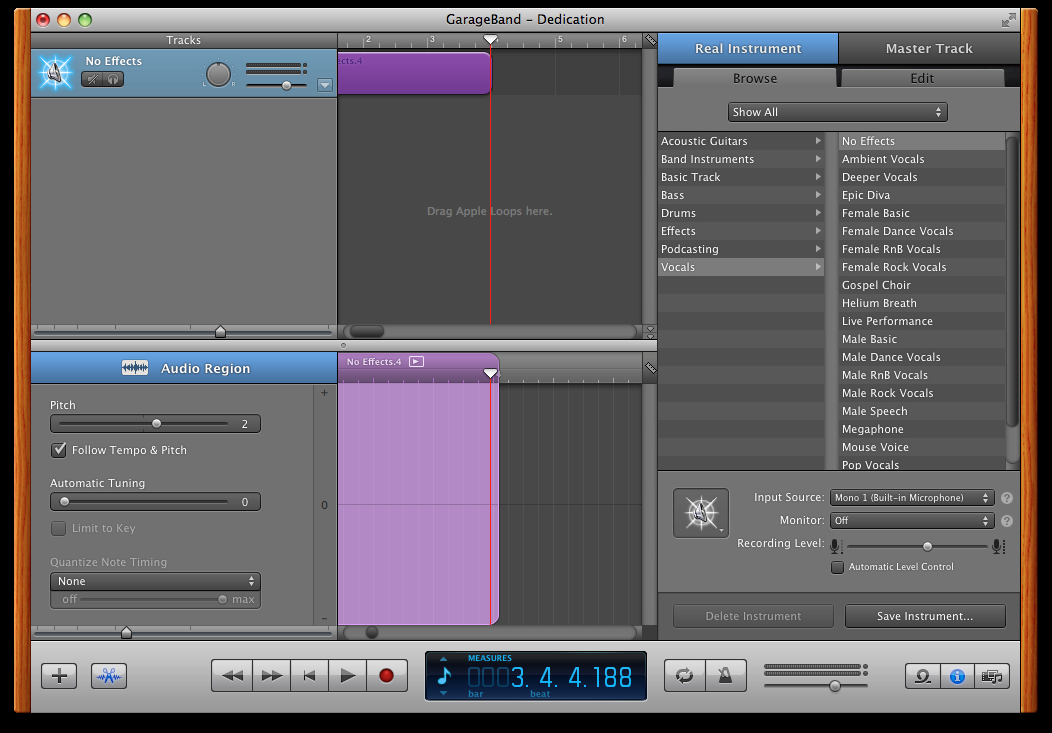 GarageBand – Dedication
Tracks
No Effects
L R
2 3 5 6
cts.4
Drag Apple Loops here.
Real Instrument Master Track
Browse Edit
Show All
Acoustic Guitars
Band Instruments
Basic Track
Bass
Drums
Effects
Podcasting
Vocals
No Effects
Ambient Vocals
Deeper Vocals
Epic Diva
Female Basic
Female Dance Vocals
Female RnB Vocals
Female Rock Vocals
Gospel Choir
Helium Breath
Live Performance
Male Basic
Male Dance Vocals
Male RnB Vocals
Male Rock Vocals
Male Speech
Megaphone
Mouse Voice
Pop Vocals
Audio Region
No Effects.4
Pitch
2
Follow Tempo & Pitch
Automatic Tuning
0
Limit to Key
Quantize Note Timing
None
off max
+
0
-
Input Source: Mono 1 (Built-in Microphone) ?
Monitor: Off ?
Recording Level:
Automatic Level Control
Delete Instrument Save Instrument...
MEASURES
0003. 4. 4.188
bar beat